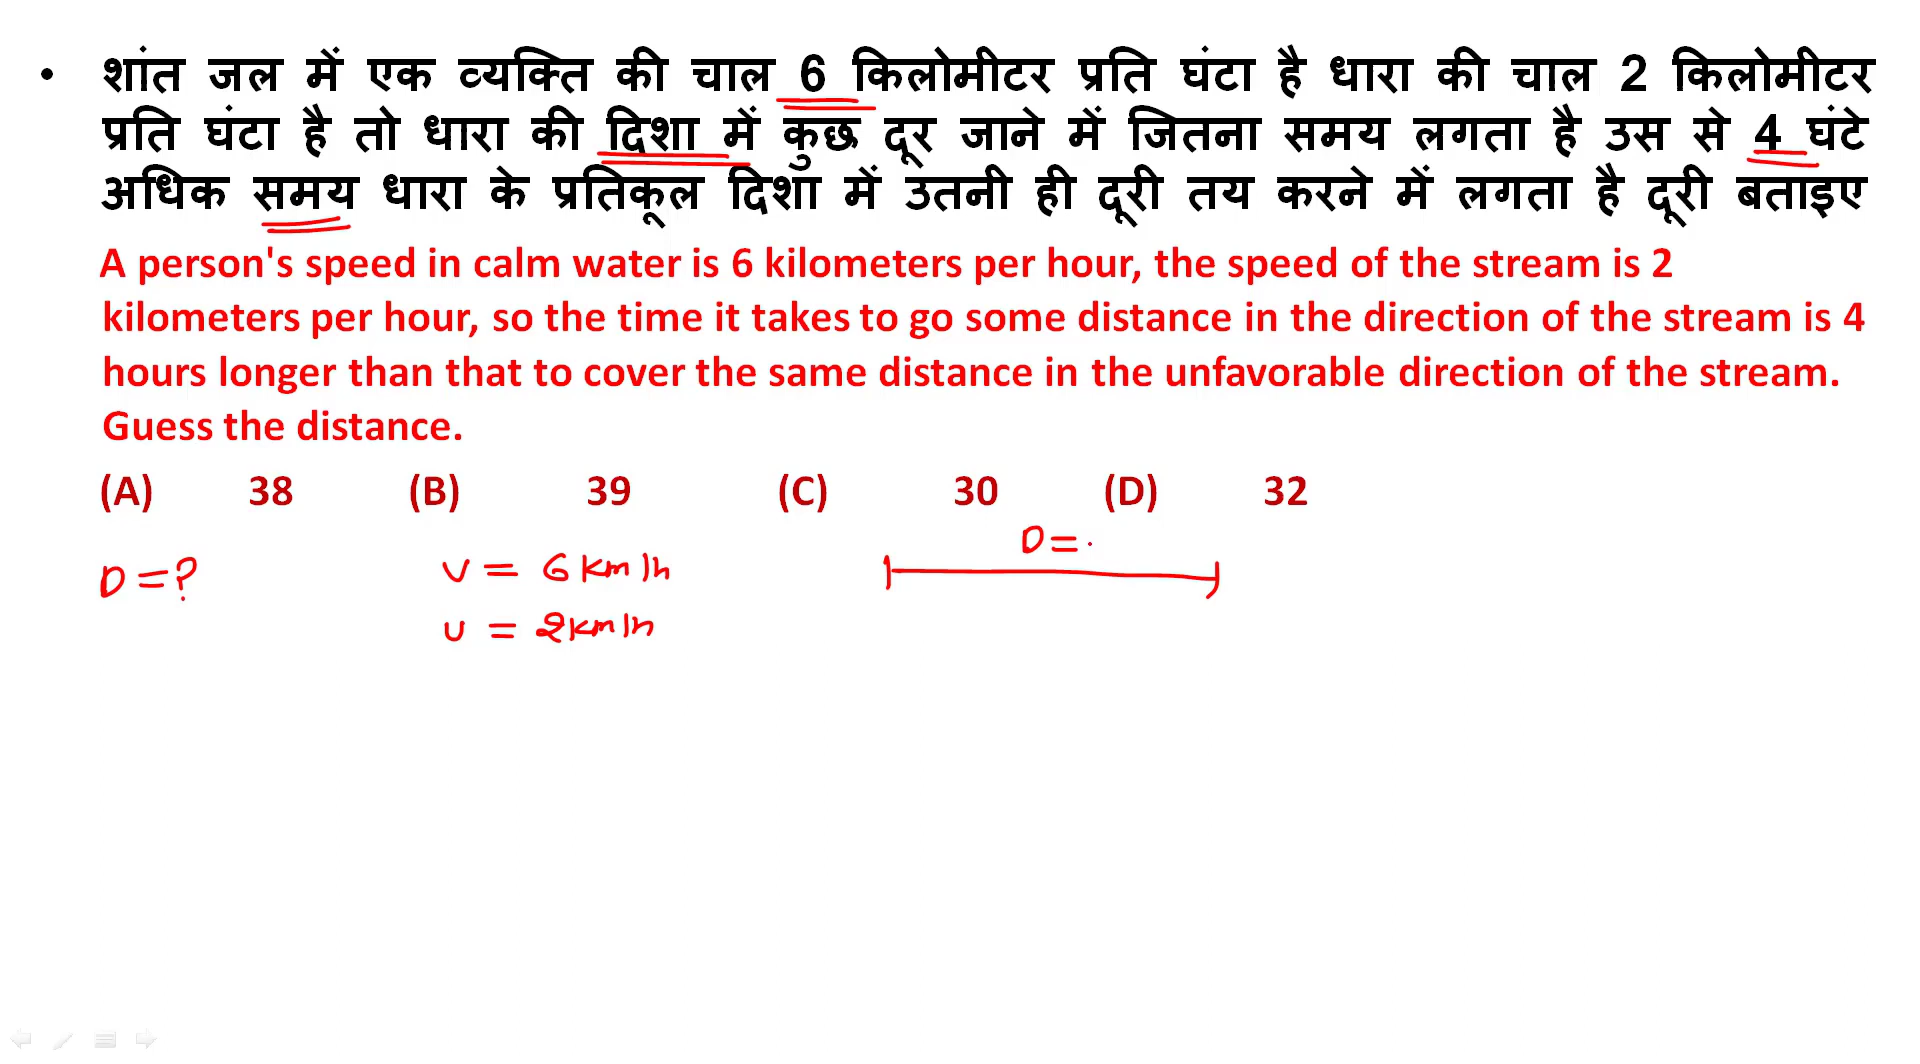 • शांत जल में एक व्यक्ति की चाल 6 किलोमीटर प्रति घंटा है धारा की चाल 2 किलोमीटर
प्रति घंटा है तो धारा की दिशा में कुछ दूर जाने में जितना समय लगता है उस से 4 घंटे
अधिक समय धारा के प्रतिकूल दिशा में उतनी ही दूरी तय करने में लगता है दूरी बताइए
A person's speed in calm water is 6 kilometers per hour, the speed of the stream is 2
kilometers per hour, so the time it takes to go some distance in the direction of the stream is 4
hours longer than that to cover the same distance in the unfavorable direction of the stream.
Guess the distance.
(A) 38 (B) 39 (C) 30 (D) 32
D =
D = ? v = 6 km/h
u = 2 km/h